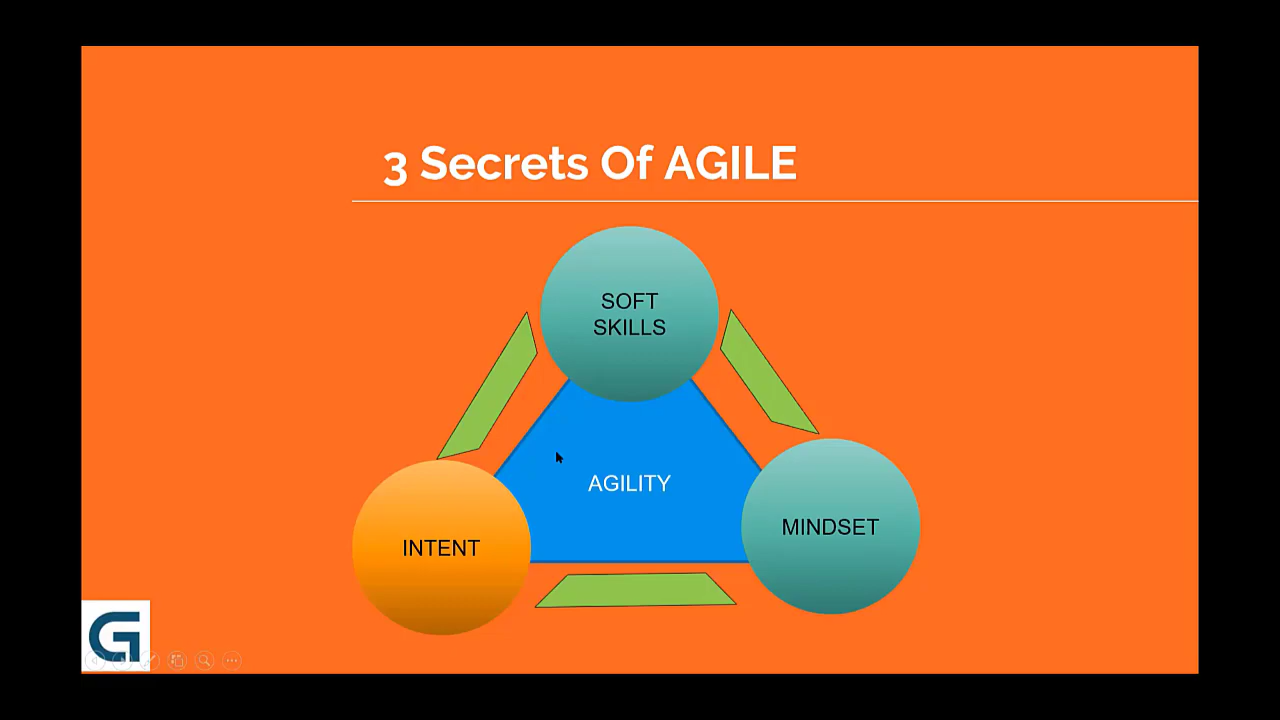 3 Secrets Of AGILE
SOFT
SKILLS
AGILITY
INTENT
MINDSET
G